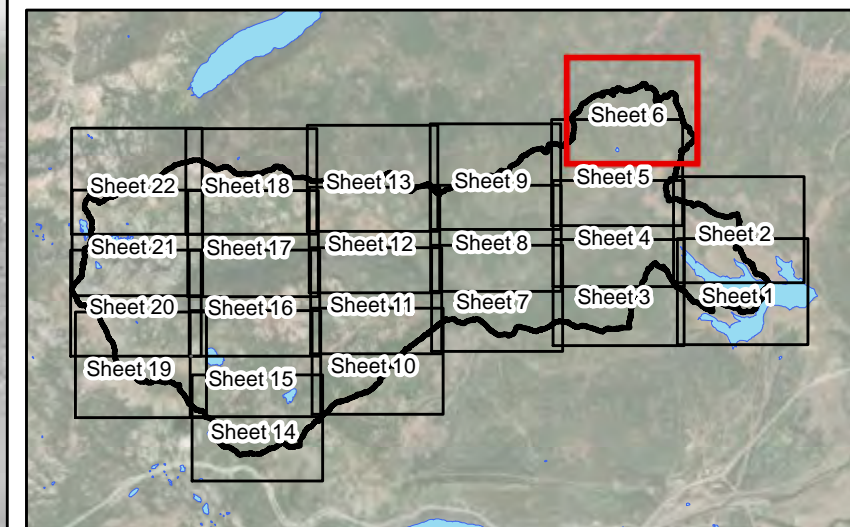 Sheet 6
Sheet 5
Sheet 22
Sheet 18
Sheet 13
Sheet 9
Sheet 2
Sheet 21
Sheet 17
Sheet 12
Sheet 8
Sheet 4
Sheet 20
Sheet 16
Sheet 11
Sheet 7
Sheet 3
Sheet 1
Sheet 19
Sheet 15
Sheet 10
Sheet 14